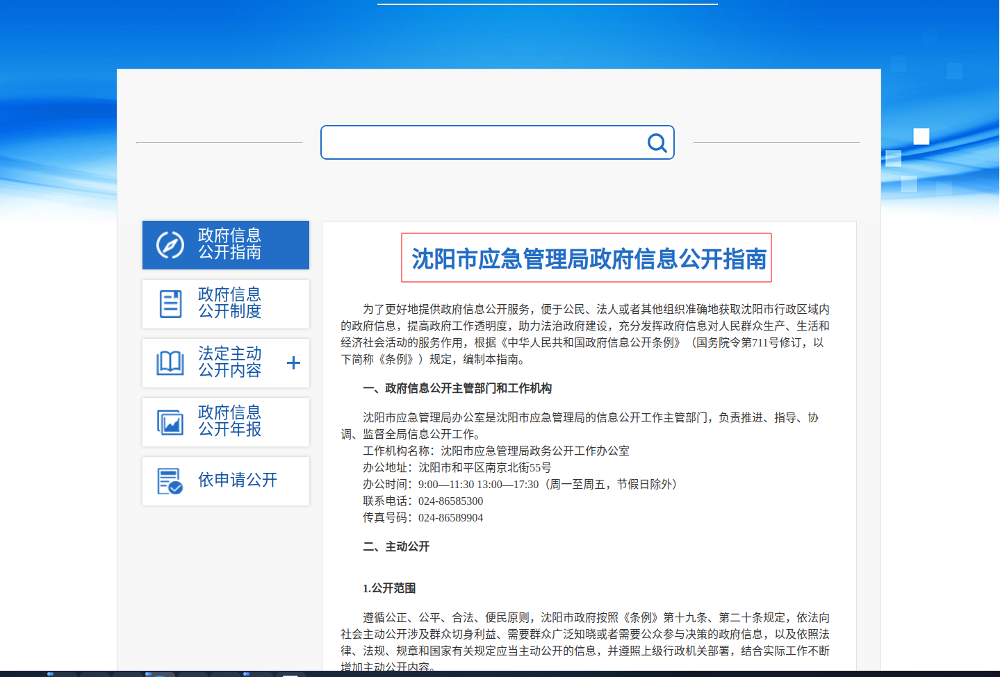 政府信息
公开指南
政府信息
公开制度
法定主动
公开内容
政府信息
公开年报
依申请公开
沈阳市应急管理局政府信息公开指南
为了更好地提供政府信息公开服务，便于公民、法人或者其他组织准确地获取沈阳市行政区域内
的政府信息，提高政府工作透明度，助力法治政府建设，充分发挥政府信息对人民群众生产、生活和
经济社会活动的服务作用，根据《中华人民共和国政府信息公开条例》（国务院令第711号修订，以
下简称《条例》）规定，编制本指南。
一、政府信息公开主管部门和工作机构
沈阳市应急管理局办公室是沈阳市应急管理局的信息公开工作主管部门，负责推进、指导、协
调、监督全局信息公开工作。
工作机构名称：沈阳市应急管理局政务公开工作办公室
办公地址：沈阳市和平区南京北街55号
办公时间：9:00—11:30 13:00—17:30（周一至周五，节假日除外）
联系电话：024-86585300
传真号码：024-86589904
二、主动公开
1.公开范围
遵循公正、公平、合法、便民原则，沈阳市政府按照《条例》第十九条、第二十条规定，依法向
社会主动公开涉及群众切身利益、需要群众广泛知晓或者需要公众参与决策的政府信息，以及依照法
律、法规、规章和国家有关规定应当主动公开的信息，并遵照上级行政机关部署，结合实际工作不断
增加主动公开内容。